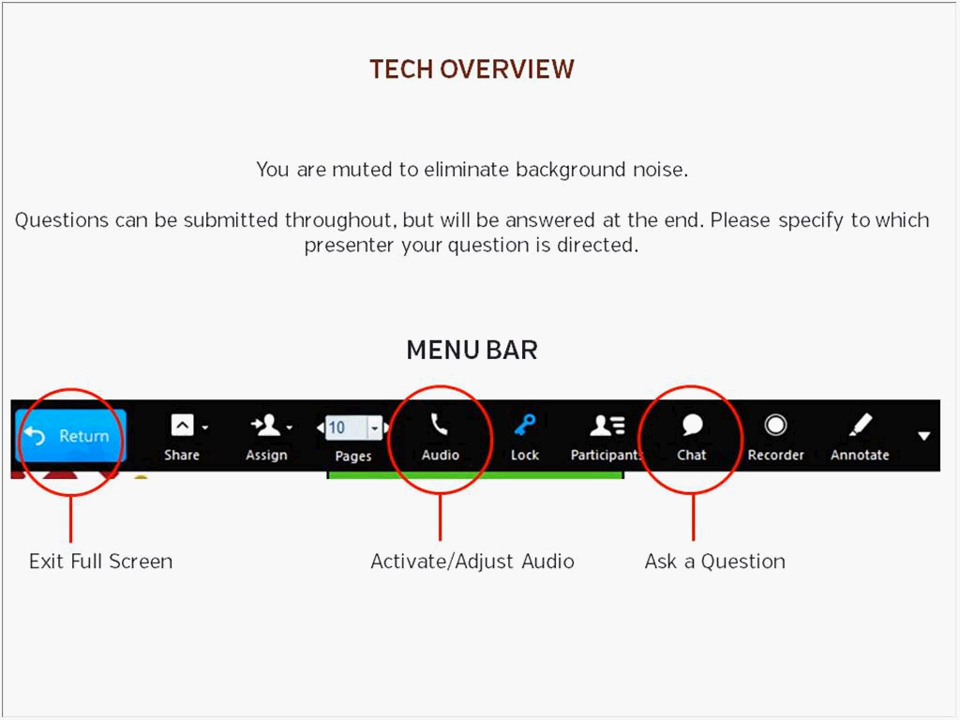 TECH OVERVIEW
You are muted to eliminate background noise.
Questions can be submitted throughout, but will be answered at the end. Please specify to which
presenter your question is directed.
MENU BAR
Return
Share
Assign
10
Pages
Audio
Lock
Participants
Chat
Recorder
Annotate
Exit Full Screen
Activate/Adjust Audio
Ask a Question